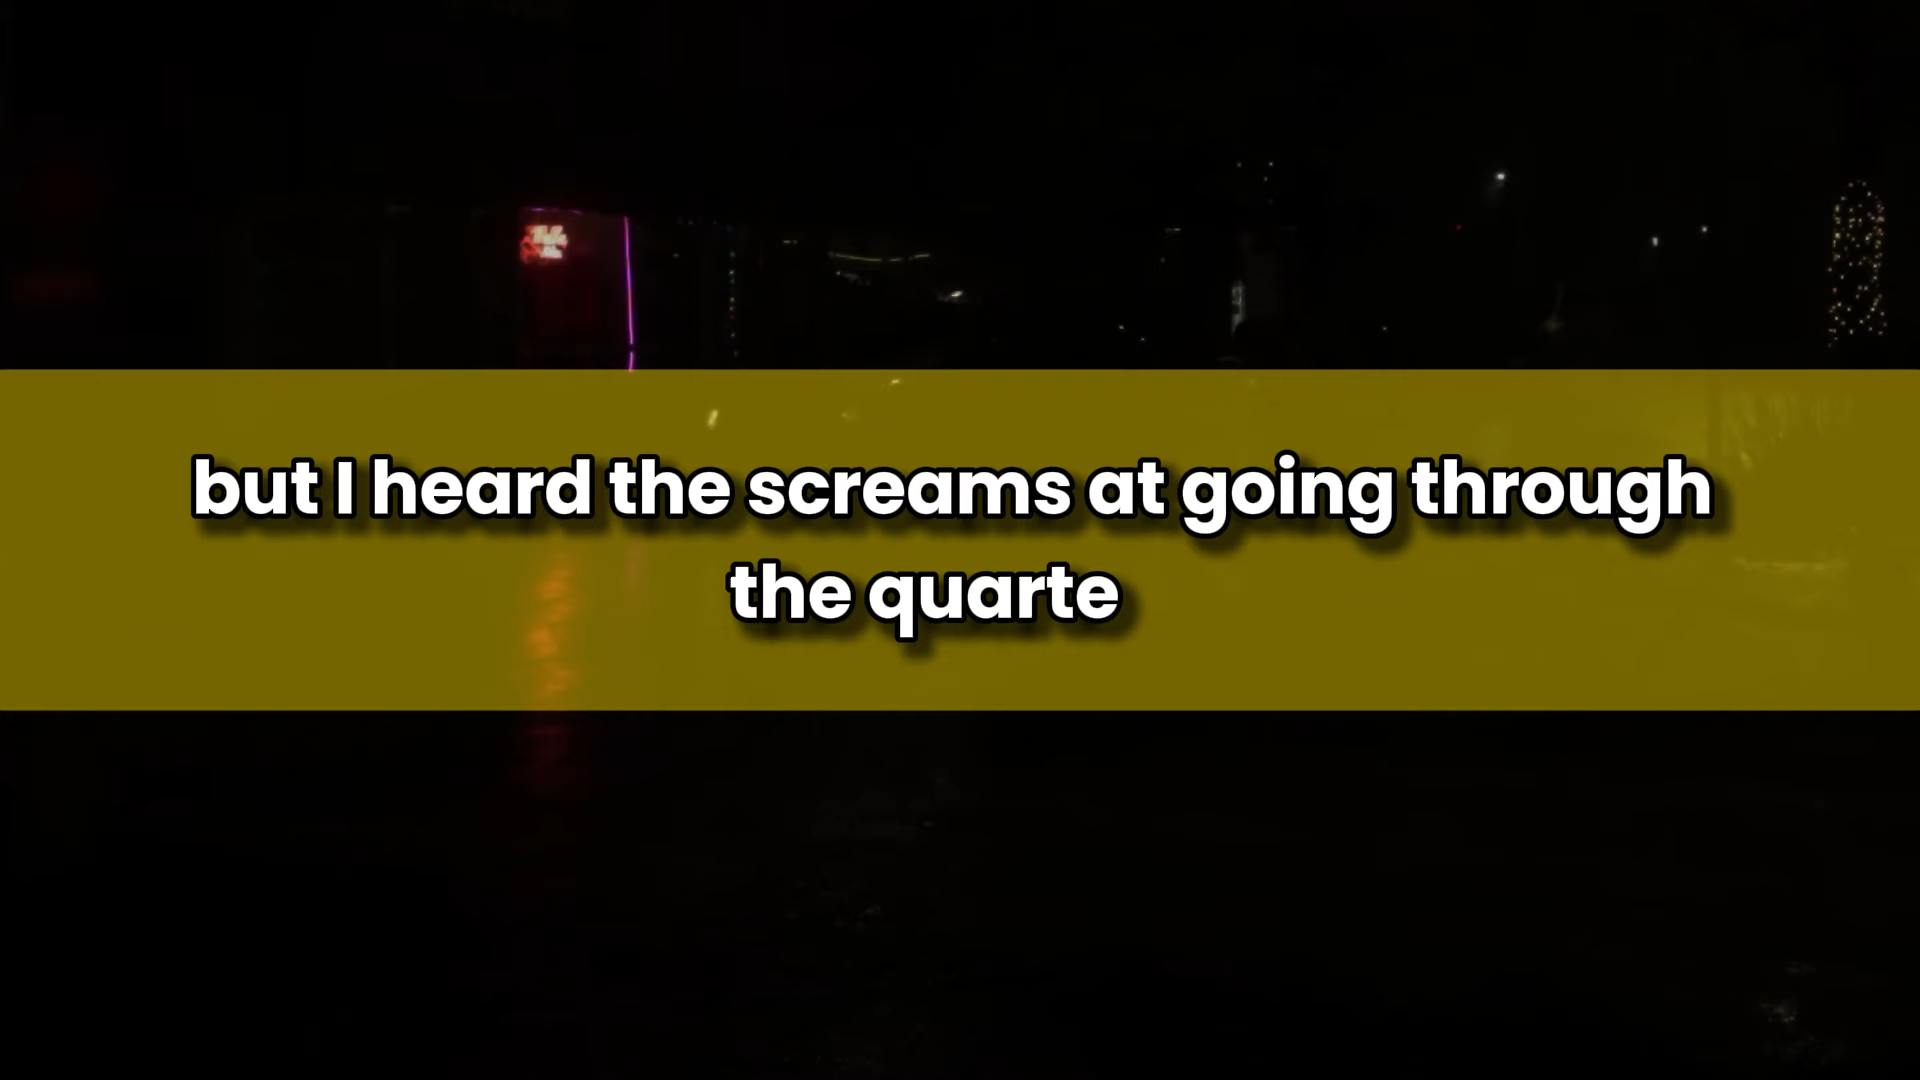 but I heard the screams at going through
the quarte